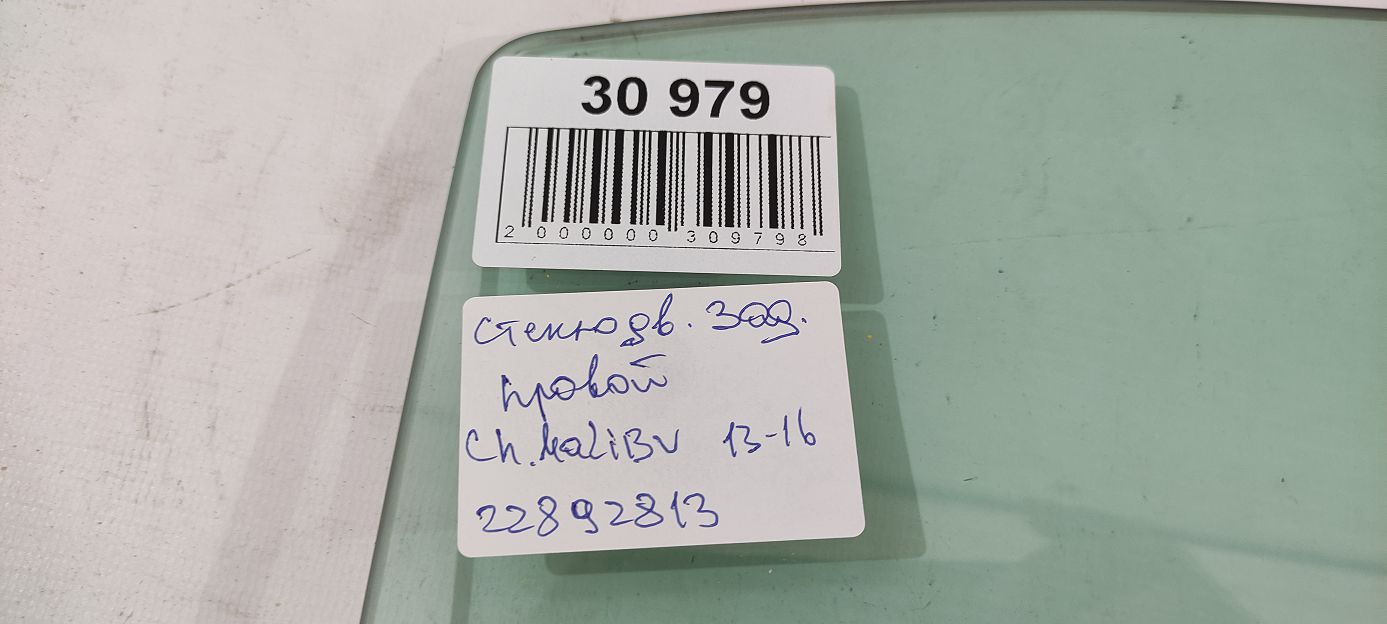 30 979
2 000000 309798
стекло дв. зад.
правой
Ch. MaliBu 13-16
22892813